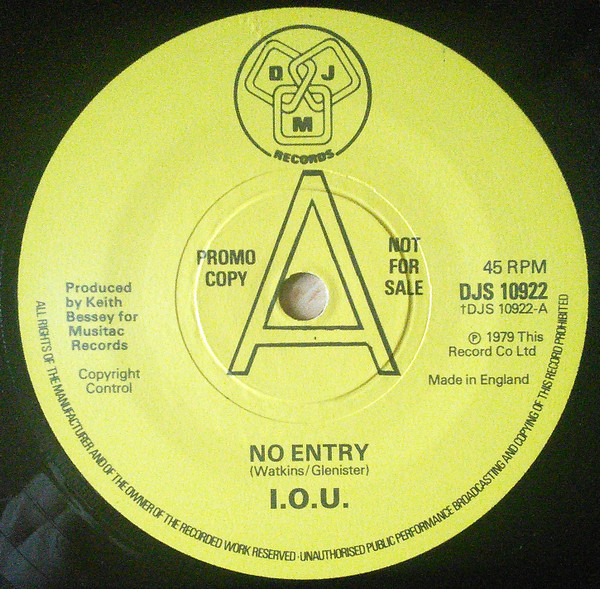 D J
M
RECORDS
A
PROMO
COPY
NOT
FOR
SALE
45 RPM
DJS 10922
†DJS 10922-A
Ⓟ 1979 This
Record Co Ltd
Made in England
Produced
by Keith
Bessey for
Musitac
Records
Copyright
Control
NO ENTRY
(Watkins/Glenister)
I.O.U.
ALL RIGHTS OF THE MANUFACTURER AND OF THE OWNER OF THE RECORDED WORK RESERVED · UNAUTHORISED PUBLIC PERFORMANCE BROADCASTING AND COPYING OF THIS RECORD PROHIBITED